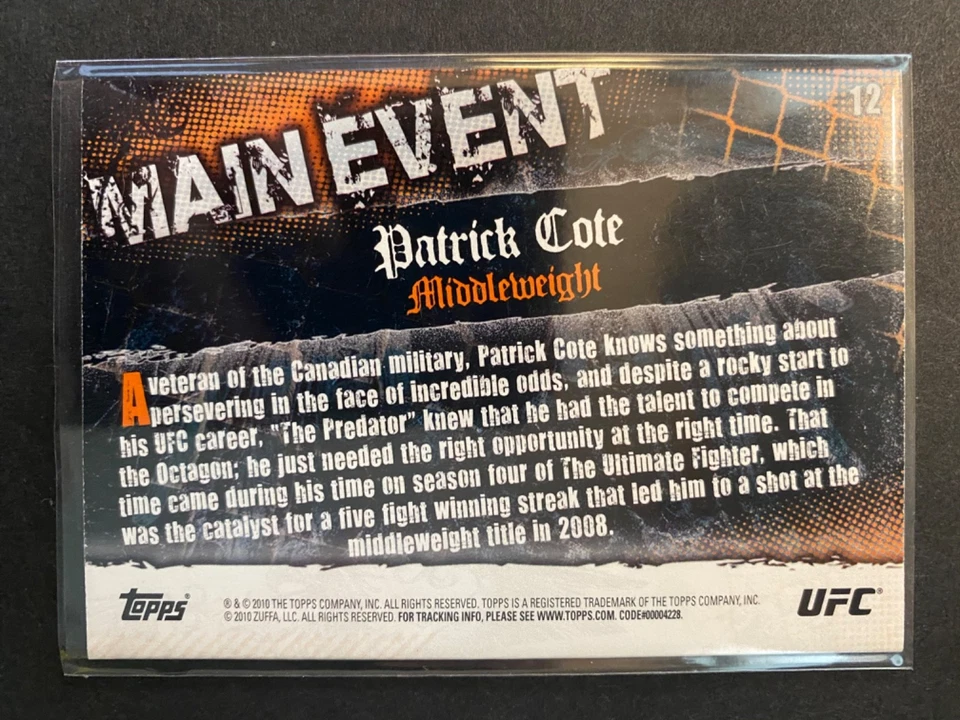 12
MAIN EVENT
Patrick Cote
Middleweight
A veteran of the Canadian military, Patrick Cote knows something about
persevering in the face of incredible odds, and despite a rocky start to
his UFC career, "The Predator" knew that he had the talent to compete in
the Octagon; he just needed the right opportunity at the right time. That
time came during his time on season four of The Ultimate Fighter, which
was the catalyst for a five fight winning streak that led him to a shot at the
middleweight title in 2008.
Topps®
® & © 2010 THE TOPPS COMPANY, INC. ALL RIGHTS RESERVED. TOPPS IS A REGISTERED TRADEMARK OF THE TOPPS COMPANY, INC.
© 2010 ZUFFA, LLC. ALL RIGHTS RESERVED. FOR TRACKING INFO, PLEASE SEE WWW.TOPPS.COM. CODE#00004228.
UFC®